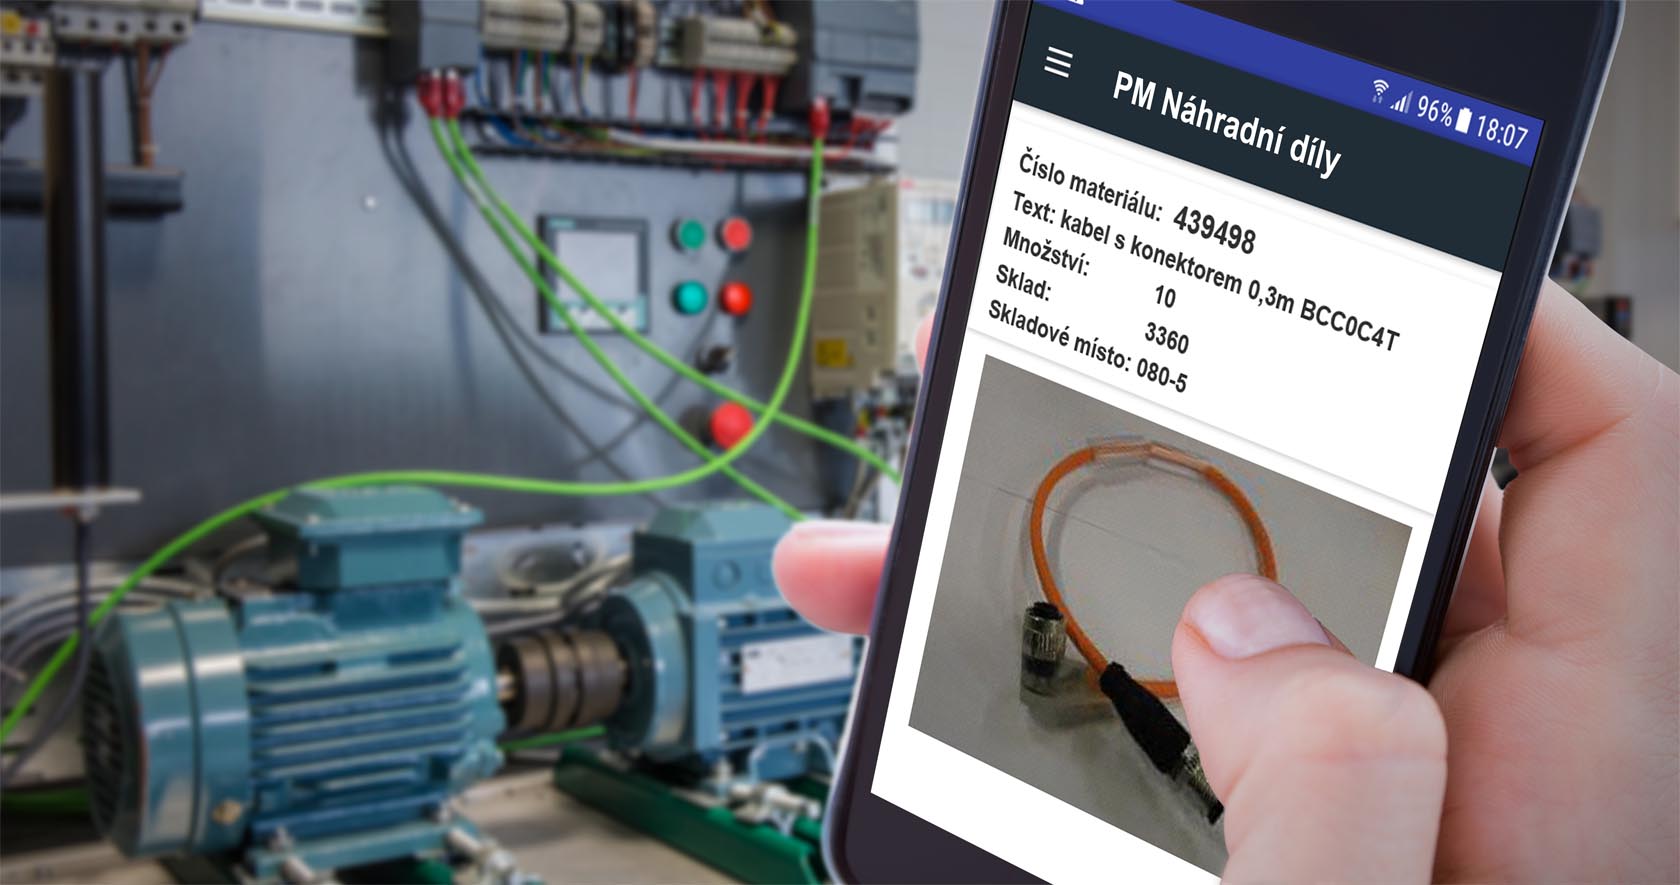 96% 18:07
PM Náhradní díly
Číslo materiálu: 439498
Text: kabel s konektorem 0,3m BCC0C4T
Množství: 10
Sklad: 3360
Skladové místo: 080-5